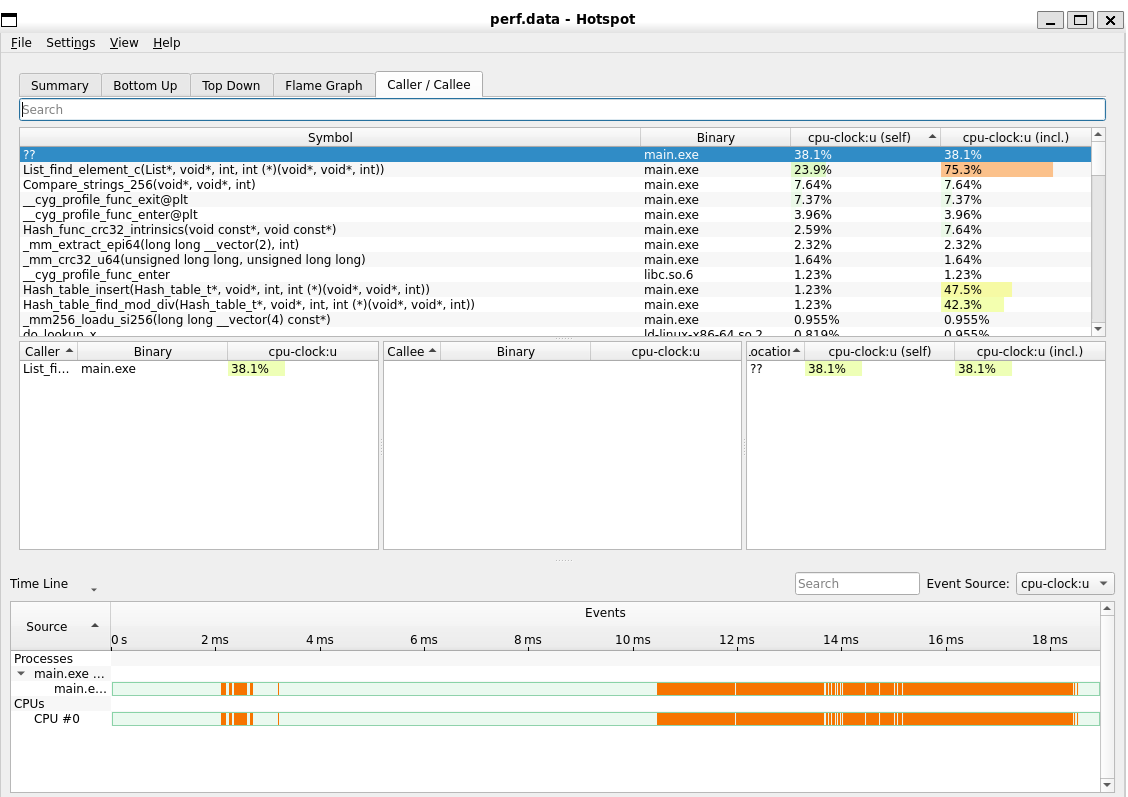 perf.data - Hotspot
File Settings View Help
Summary Bottom Up Top Down Flame Graph Caller / Callee
Search
Symbol Binary cpu-clock:u (self) cpu-clock:u (incl.)
?? main.exe 38.1% 38.1%
List_find_element_c(List*, void*, int, int (*)(void*, void*, int)) main.exe 23.9% 75.3%
Compare_strings_256(void*, void*, int) main.exe 7.64% 7.64%
__cyg_profile_func_exit@plt main.exe 7.37% 7.37%
__cyg_profile_func_enter@plt main.exe 3.96% 3.96%
Hash_func_crc32_intrinsics(void const*, void const*) main.exe 2.59% 7.64%
_mm_extract_epi64(long long __vector(2), int) main.exe 2.32% 2.32%
_mm_crc32_u64(unsigned long long, unsigned long long) main.exe 1.64% 1.64%
__cyg_profile_func_enter libc.so.6 1.23% 1.23%
Hash_table_insert(Hash_table_t*, void*, int, int (*)(void*, void*, int)) main.exe 1.23% 47.5%
Hash_table_find_mod_div(Hash_table_t*, void*, int, int (*)(void*, void*, int)) main.exe 1.23% 42.3%
_mm256_loadu_si256(long long __vector(4) const*) main.exe 0.955% 0.955%
do_lookup_x ld-linux-x86-64.so.2 0.819% 0.955%
Caller Binary cpu-clock:u Callee Binary cpu-clock:u .ocation cpu-clock:u (self) cpu-clock:u (incl.)
List_fi... main.exe 38.1% ?? 38.1% 38.1%
Time Line Search Event Source: cpu-clock:u
Source Events
0 s 2 ms 4 ms 6 ms 8 ms 10 ms 12 ms 14 ms 16 ms 18 ms
Processes
main.exe ...
main.e...
CPUs
CPU #0